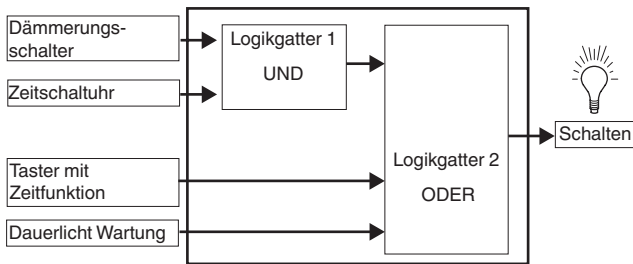 Dämmerungs-
schalter
Zeitschaltuhr
Taster mit
Zeitfunktion
Dauerlicht Wartung
Logikgatter 1
UND
Logikgatter 2
ODER
Schalten